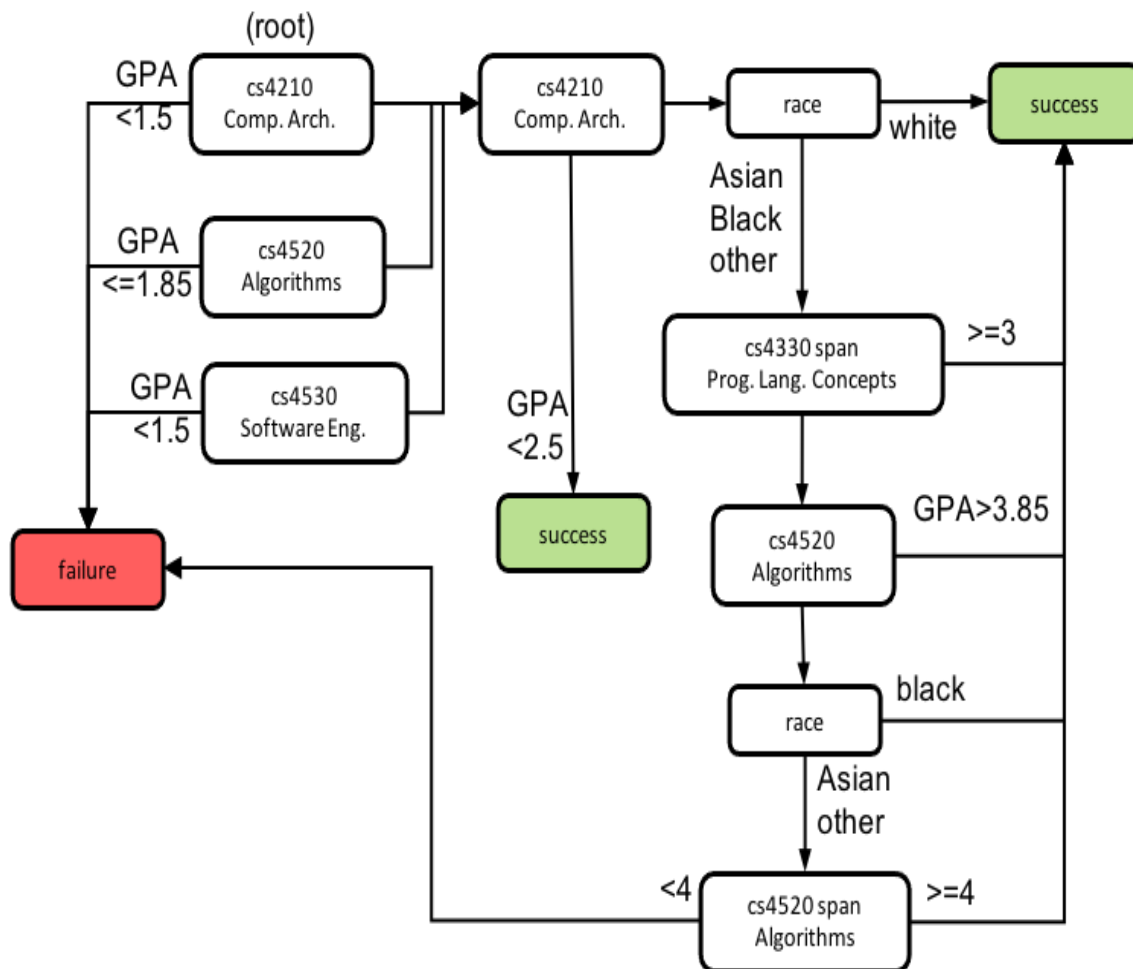 (root)
GPA
<1.5
cs4210
Comp. Arch.
cs4210
Comp. Arch.
race
white
success
GPA
<=1.85
cs4520
Algorithms
Asian
Black
other
GPA
<1.5
cs4530
Software Eng.
GPA
<2.5
cs4330 span
Prog. Lang. Concepts
>=3
failure
success
cs4520
Algorithms
GPA>3.85
race
black
Asian
other
<4
cs4520 span
Algorithms
>=4